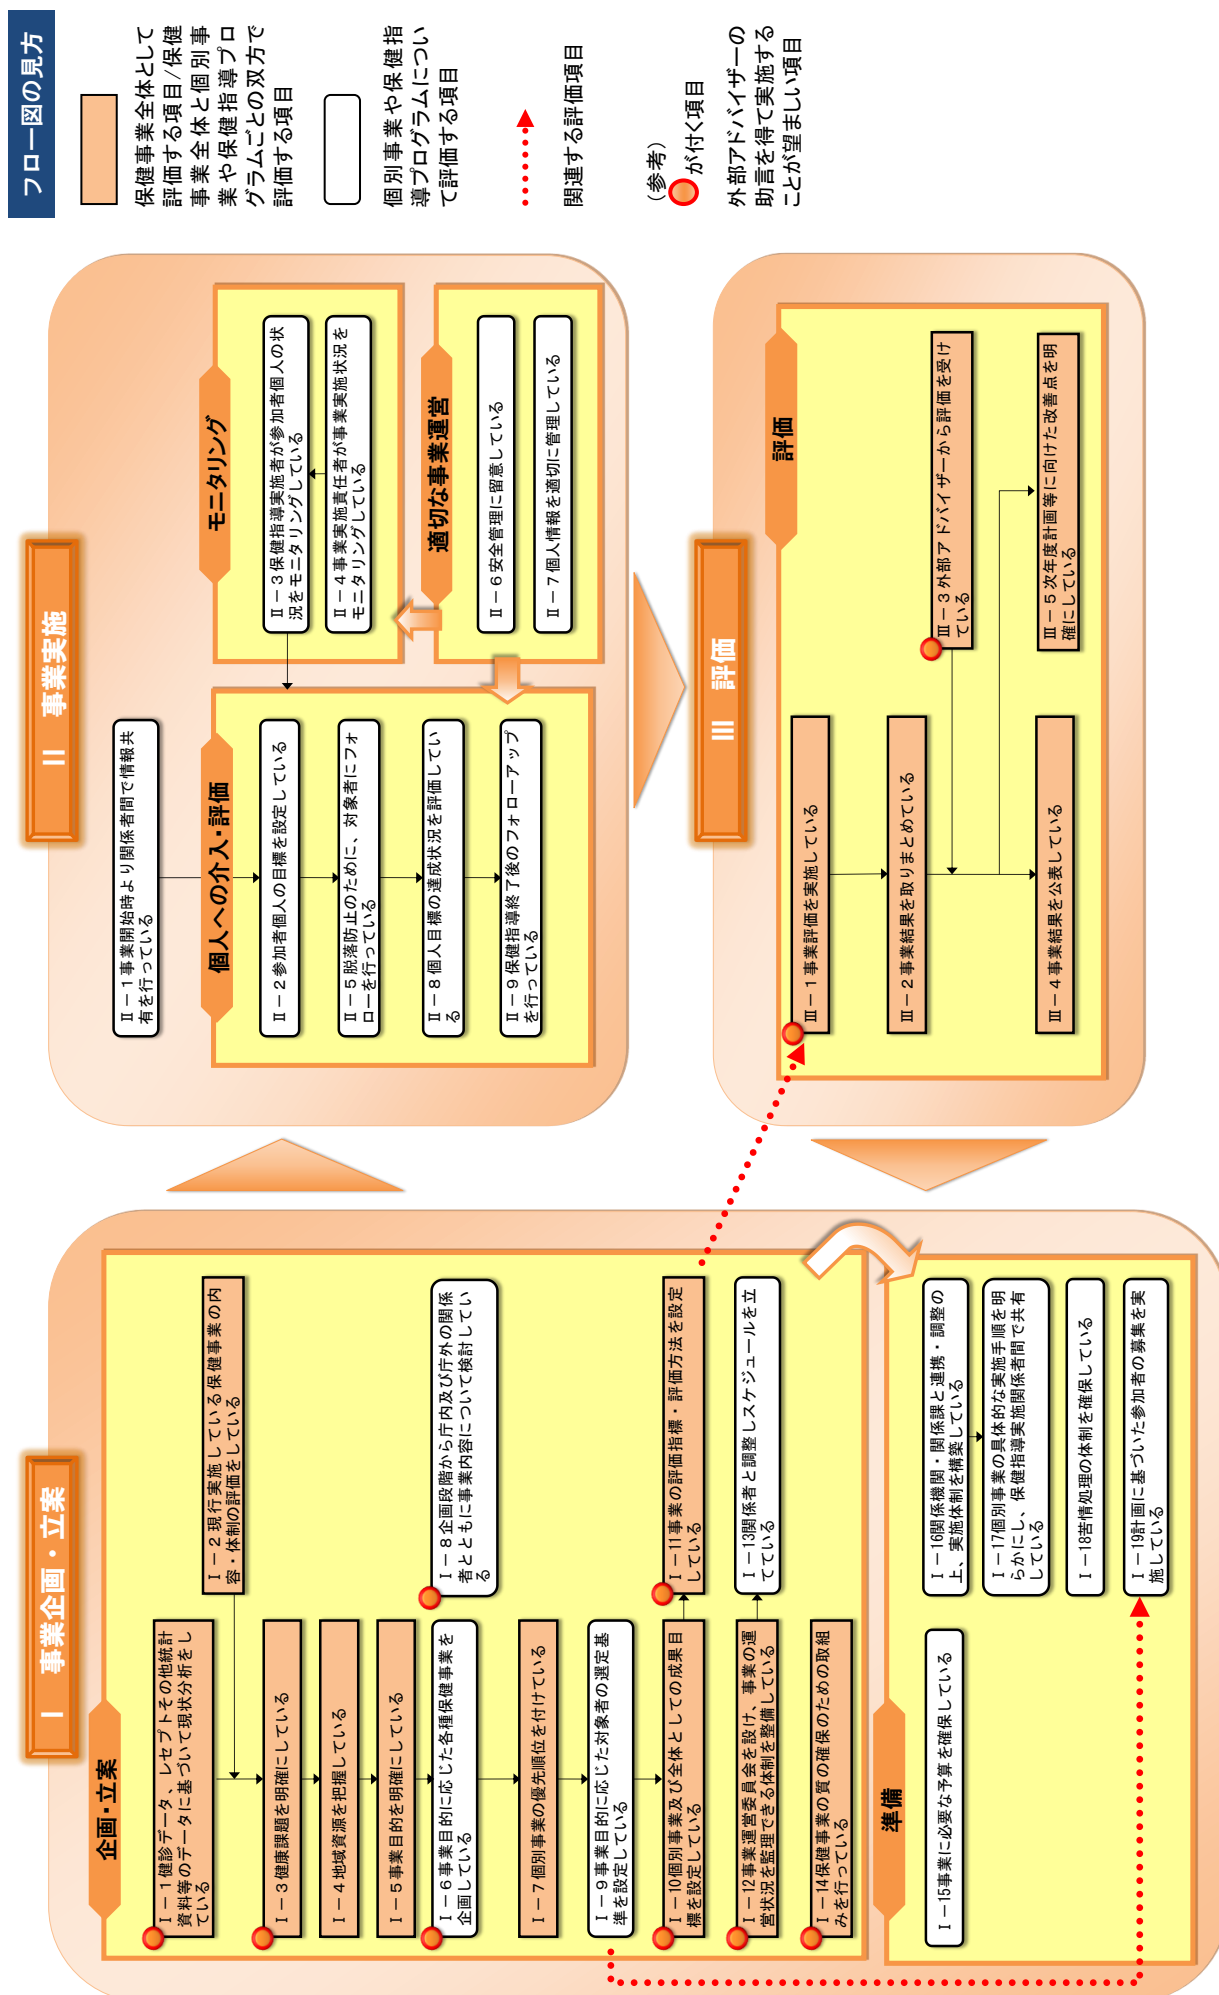 フロー図の見方
保健事業全体として
評価する項目/保健
事業全体と個別事
業や保健指導プロ
グラムごとの双方で
評価する項目
個別事業や保健指
導プログラムについ
て評価する項目
関連する評価項目
(参考)
が付く項目
外部アドバイザーの
助言を得て実施する
ことが望ましい項目
Ⅰ 事業企画・立案
企画・立案
Ⅰ－１健診データ、レセプトその他統計
資料等のデータに基づいて現状分析をし
ている
Ⅰ－２現行実施している保健事業の内
容・体制の評価をしている
Ⅰ－３健康課題を明確にしている
Ⅰ－４地域資源を把握している
Ⅰ－５事業目的を明確にしている
Ⅰ－６事業目的に応じた各種保健事業を
企画している
Ⅰ－８企画段階から庁内及び庁外の関係
者とともに事業内容について検討してい
る
Ⅰ－７個別事業の優先順位を付けている
Ⅰ－９事業目的に応じた対象者の選定基
準を設定している
Ⅰ－10個別事業及び全体としての成果目
標を設定している
Ⅰ－11事業の評価指標・評価方法を設定
している
Ⅰ－12事業運営委員会を設け、事業の運
営状況を監理できる体制を整備している
Ⅰ－13関係者と調整しスケジュールを立
てている
Ⅰ－14保健事業の質の確保のための取組
みを行っている
準備
Ⅰ－15事業に必要な予算を確保している
Ⅰ－16関係機関・関係課と連携・調整の
上、実施体制を構築している
Ⅰ－17個別事業の具体的な実施手順を明
らかにし、保健指導実施関係者間で共有
している
Ⅰ－18苦情処理の体制を確保している
Ⅰ－19計画に基づいた参加者の募集を実
施している
Ⅱ 事業実施
Ⅱ－１事業開始時より関係者間で情報共
有を行っている
個人への介入・評価
Ⅱ－２参加者個人の目標を設定している
Ⅱ－５脱落防止のために、対象者にフォ
ローを行っている
Ⅱ－８個人目標の達成状況を評価してい
る
Ⅱ－９保健指導終了後のフォローアップ
を行っている
モニタリング
Ⅱ－３保健指導実施者が参加者個人の状
況をモニタリングしている
Ⅱ－４事業実施責任者が事業実施状況を
モニタリングしている
適切な事業運営
Ⅱ－６安全管理に留意している
Ⅱ－７個人情報を適切に管理している
Ⅲ 評価
評価
Ⅲ－１事業評価を実施している
Ⅲ－２事業結果を取りまとめている
Ⅲ－３外部アドバイザーから評価を受け
ている
Ⅲ－４事業結果を公表している
Ⅲ－５次年度計画等に向けた改善点を明
確にしている